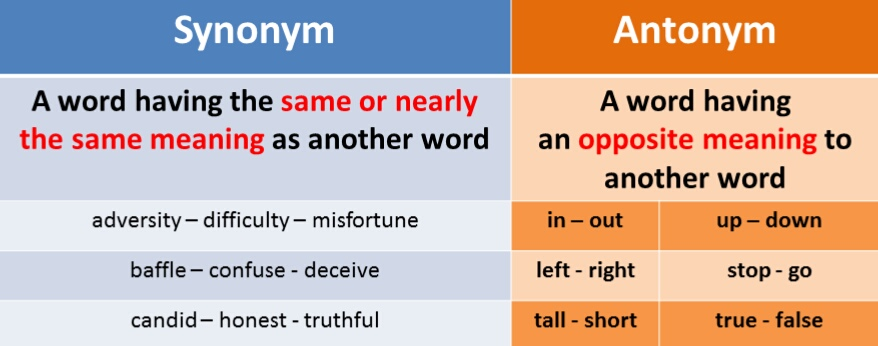 Synonym
Antonym
A word having the same or nearly
the same meaning as another word
A word having
an opposite meaning to
another word
adversity – difficulty – misfortune
in – out
up – down
baffle – confuse - deceive
left - right
stop - go
candid – honest - truthful
tall - short
true - false